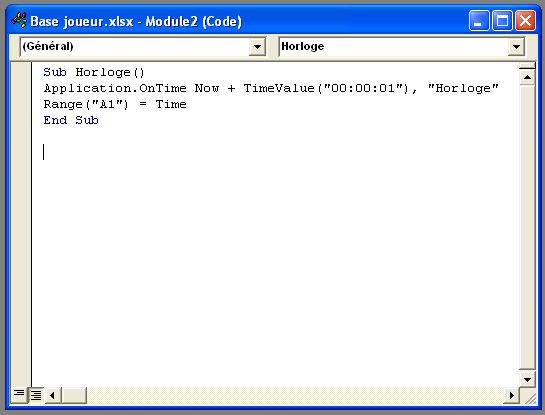 Base joueur.xlsx - Module2 (Code)
(Général) Horloge
Sub Horloge()
Application.OnTime Now + TimeValue("00:00:01"), "Horloge"
Range("A1") = Time
End Sub